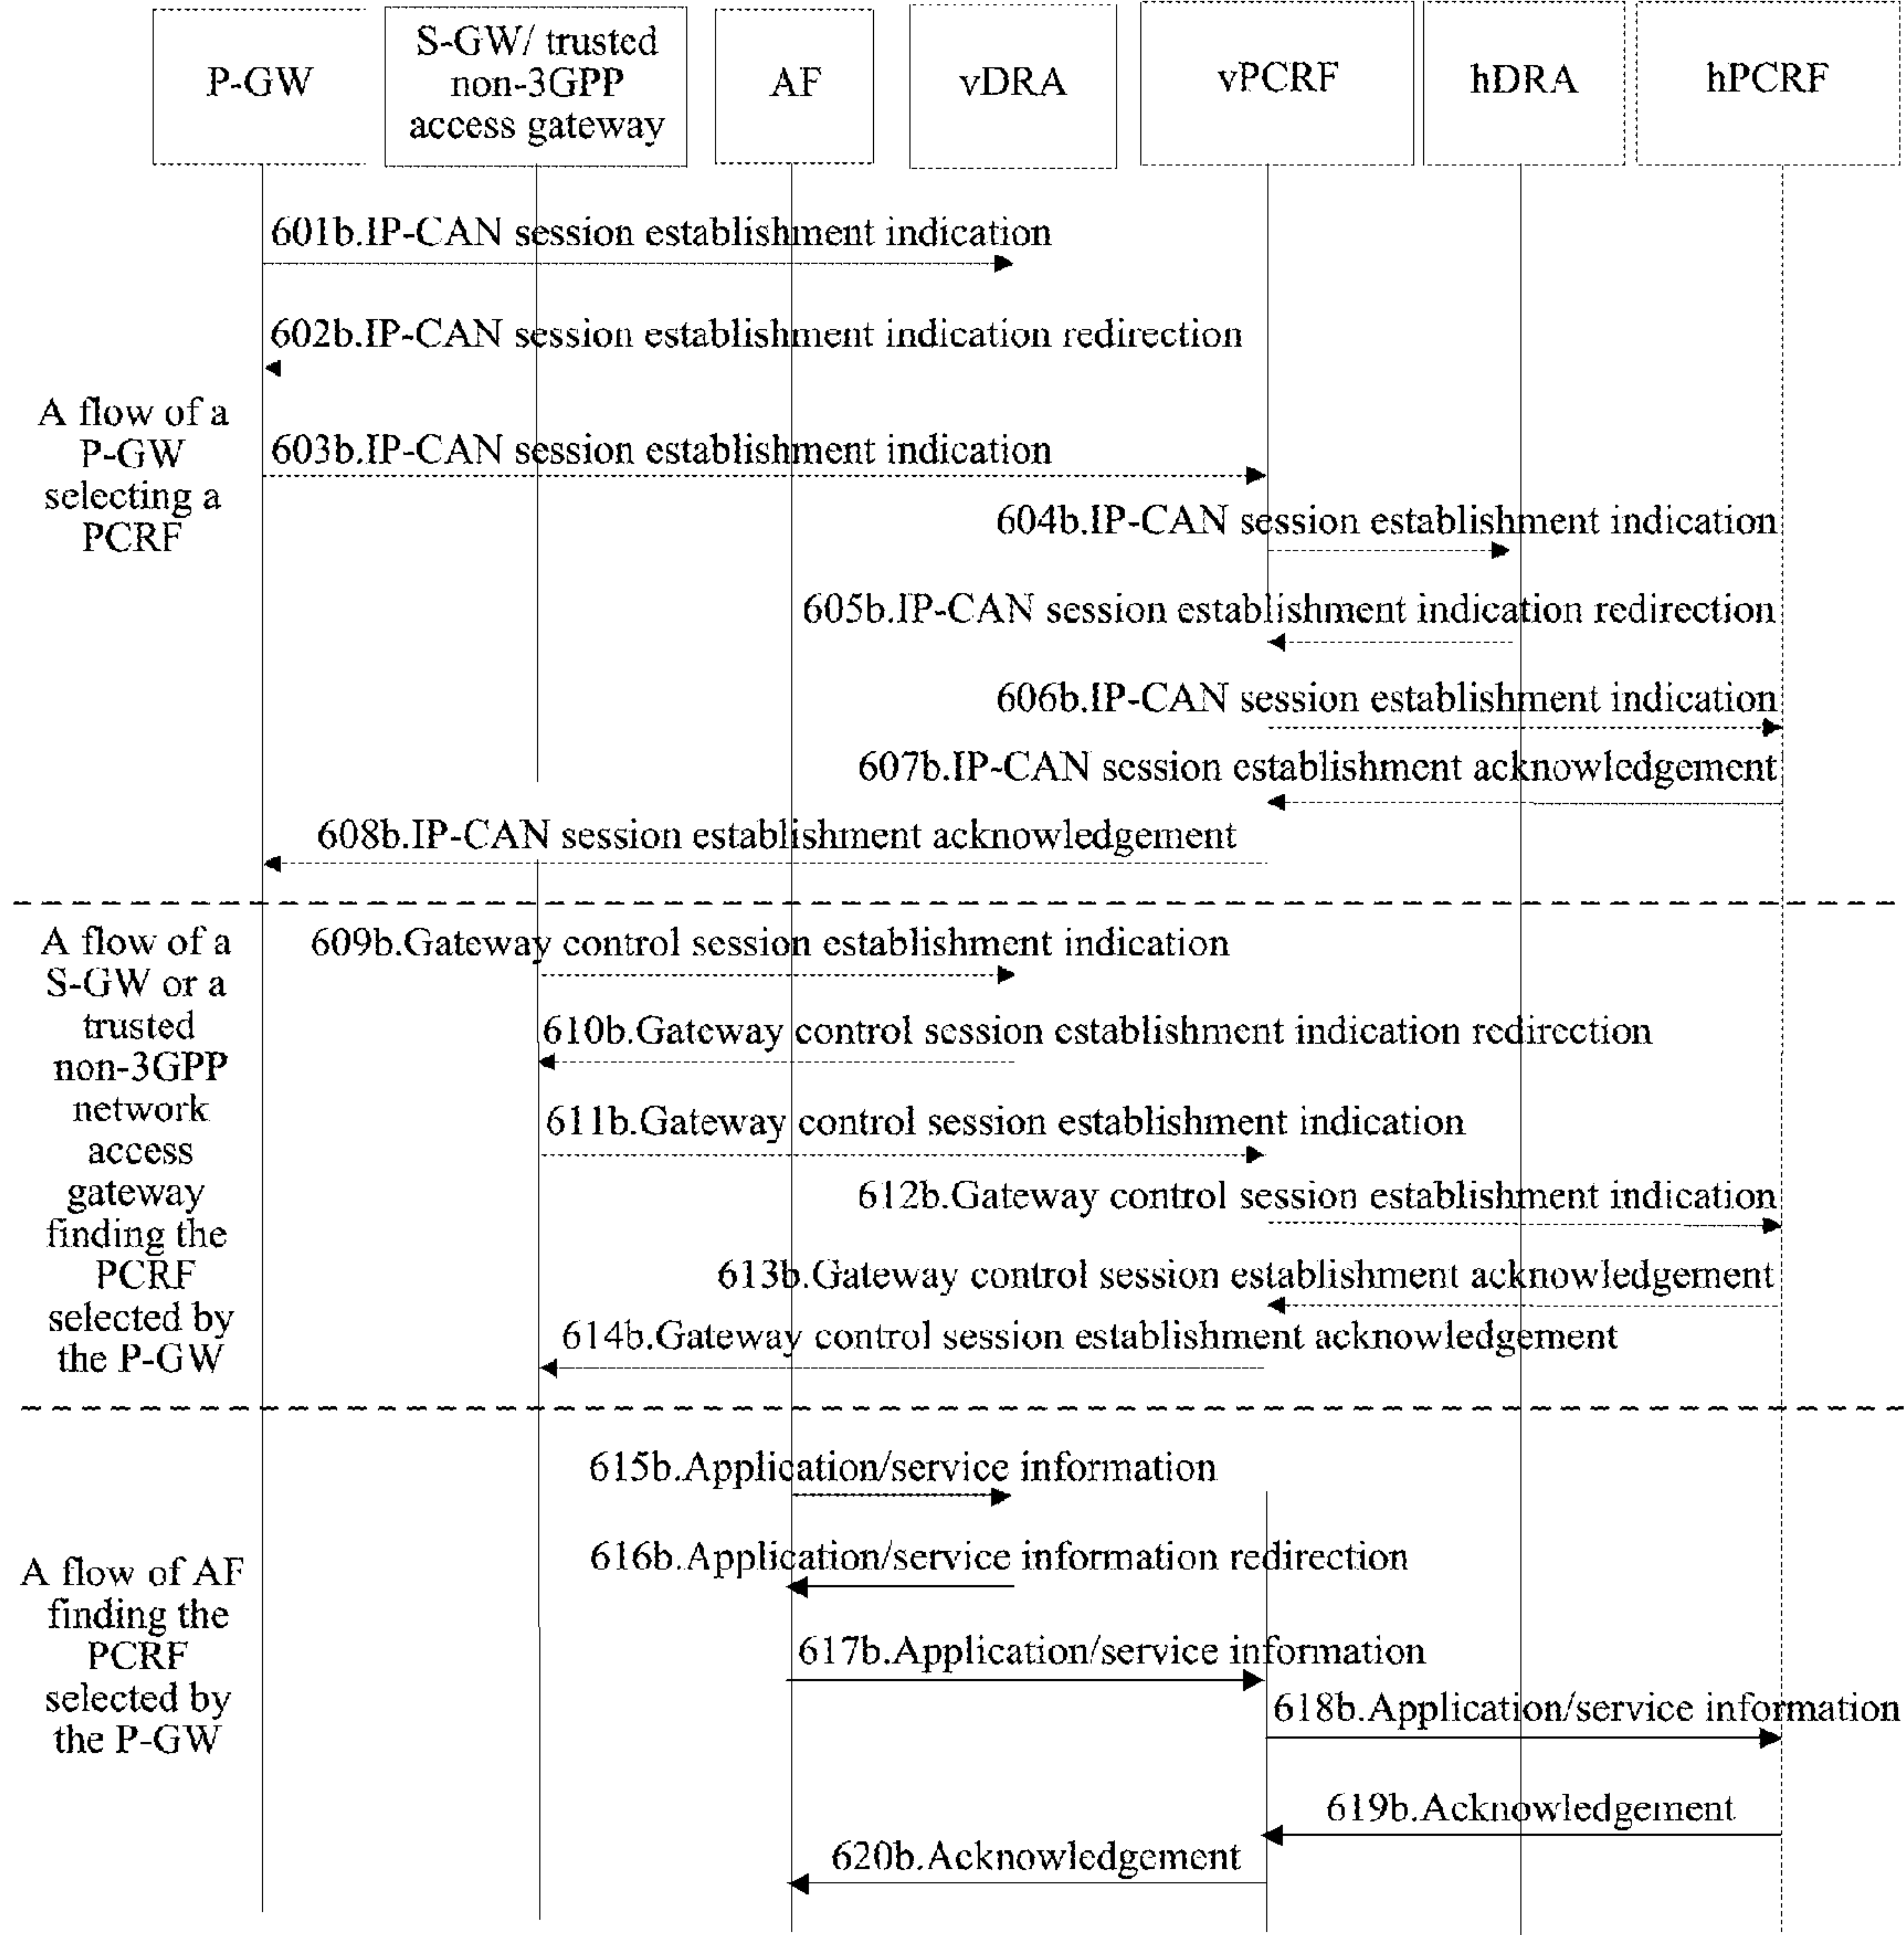 P-GW
S-GW/ trusted
non-3GPP
access gateway
AF
vDRA
vPCRF
hDRA
hPCRF
601b.IP-CAN session establishment indication
602b.IP-CAN session establishment indication redirection
603b.IP-CAN session establishment indication
604b.IP-CAN session establishment indication
605b.IP-CAN session establishment indication redirection
606b.IP-CAN session establishment indication
607b.IP-CAN session establishment acknowledgement
608b.IP-CAN session establishment acknowledgement
A flow of a
P-GW
selecting a
PCRF
609b.Gateway control session establishment indication
610b.Gateway control session establishment indication redirection
611b.Gateway control session establishment indication
612b.Gateway control session establishment indication
613b.Gateway control session establishment acknowledgement
614b.Gateway control session establishment acknowledgement
A flow of a
S-GW or a
trusted
non-3GPP
network
access
gateway
finding the
PCRF
selected by
the P-GW
615b.Application/service information
616b.Application/service information redirection
617b.Application/service information
618b.Application/service information
619b.Acknowledgement
620b.Acknowledgement
A flow of AF
finding the
PCRF
selected by
the P-GW